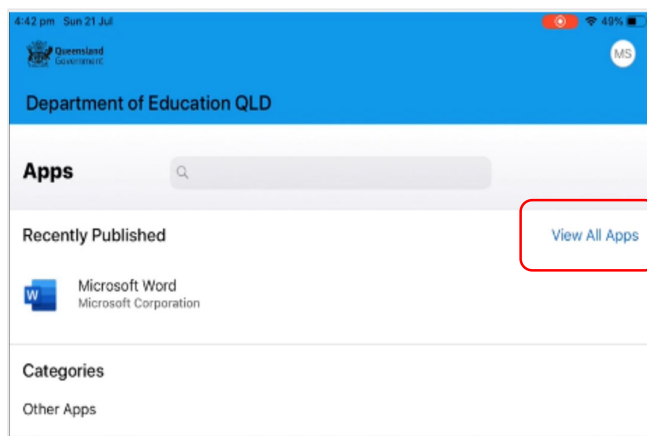 4:42 pm Sun 21 Jul 49%
Queensland
Government
MS
Department of Education QLD
Apps
Recently Published View All Apps
W Microsoft Word
Microsoft Corporation
Categories
Other Apps